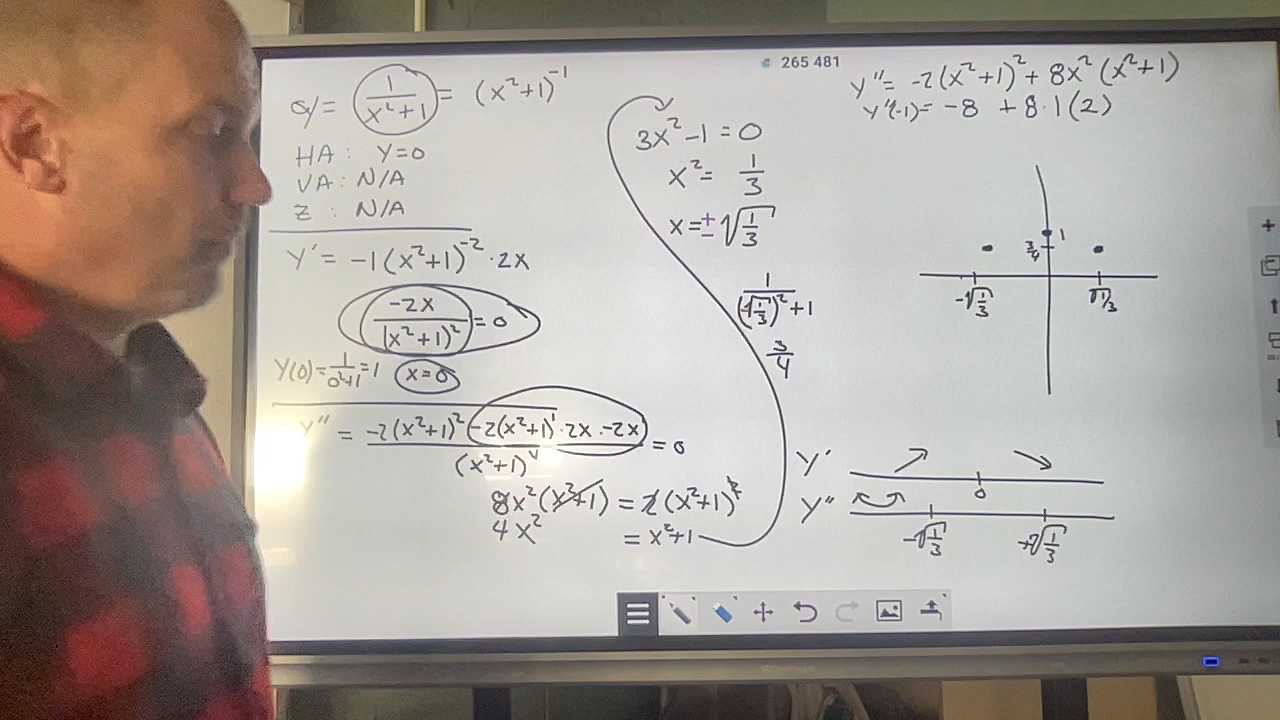 265 481
y = 1/(x²+1) = (x²+1)⁻¹
HA: Y=0
VA: N/A
Z: N/A
Y' = -1(x²+1)⁻²·2x
-2x/(x²+1)² = 0
Y(0)=1/(0²+1)=1 x=0
Y'' = (-2(x²+1)² -2(x²+1)¹·2x·-2x)/(x²+1)⁴ = 0
8x²(x²+1) = 2(x²+1)²
4x² = x²+1
3x²-1=0
x²=1/3
x=±√(1/3)
1/((-√(1/3))²+1)
3/4
Y''= -2(x²+1)²+8x²(x²+1)
Y''(-1)= -8 + 8·1(2)
1
3/4
-√(1/3) √1/3
Y'
0
Y''
-√(1/3) +√(1/3)